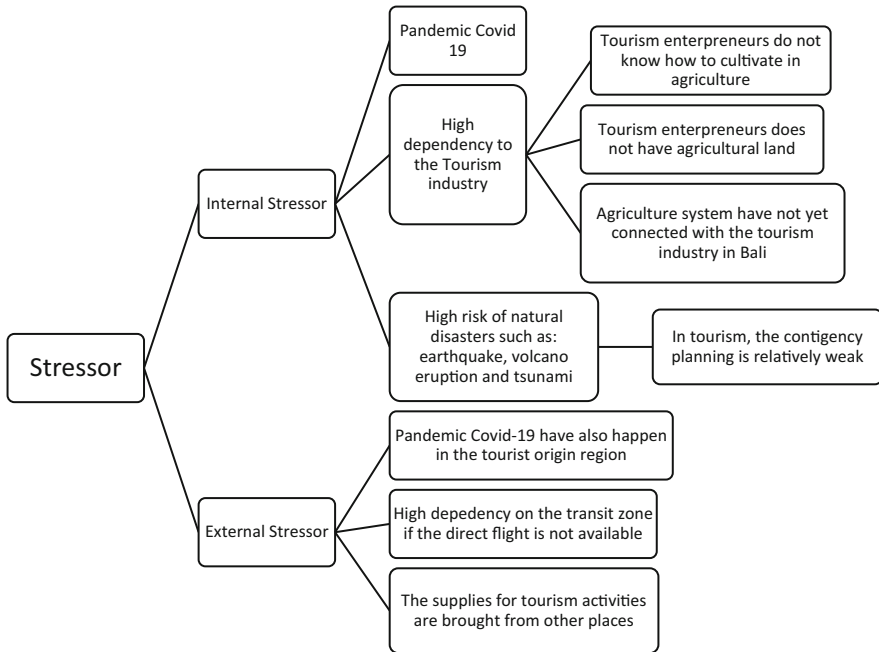 Stressor
Internal Stressor
Pandemic Covid
19
High
dependency to
the Tourism
industry
Tourism enterpreneurs do not
know how to cultivate in
agriculture
Tourism enterpreneurs does
not have agricultural land
Agriculture system have not yet
connected with the tourism
industry in Bali
High risk of natural
disasters such as:
earthquake, volcano
eruption and tsunami
In tourism, the contigency
planning is relatively weak
External Stressor
Pandemic Covid-19 have also happen
in the tourist origin region
High depedency on the transit zone
if the direct flight is not available
The supplies for tourism activities
are brought from other places